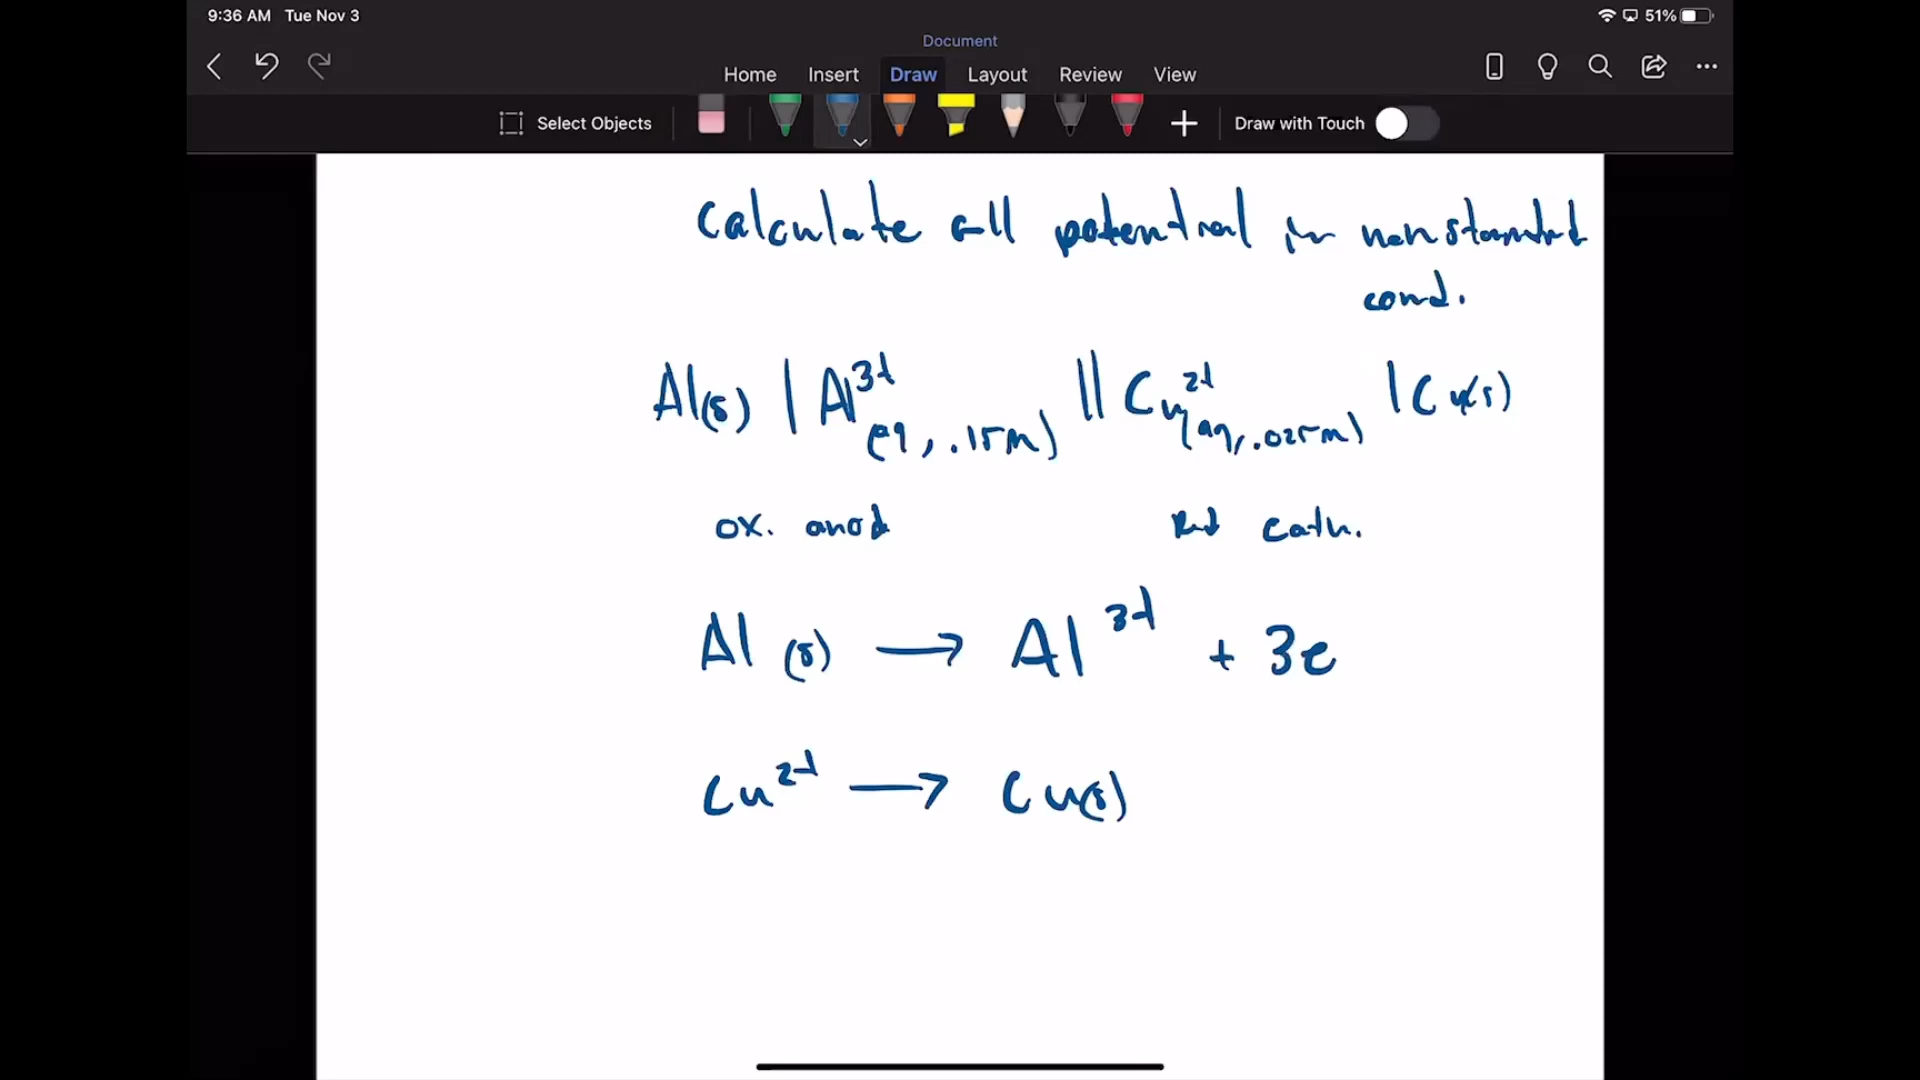 9:36 AM Tue Nov 3
51%
Document
Home Insert Draw Layout Review View
Select Objects
Draw with Touch
Calculate cell potential in nonstandard
cond.
Al(s) | Al³⁺(aq, .15M) || Cu²⁺(aq, .025M) | Cu(s)
ox. anod Red cath.
Al (s) → Al³⁺ + 3e
Cu²⁺ → Cu(s)